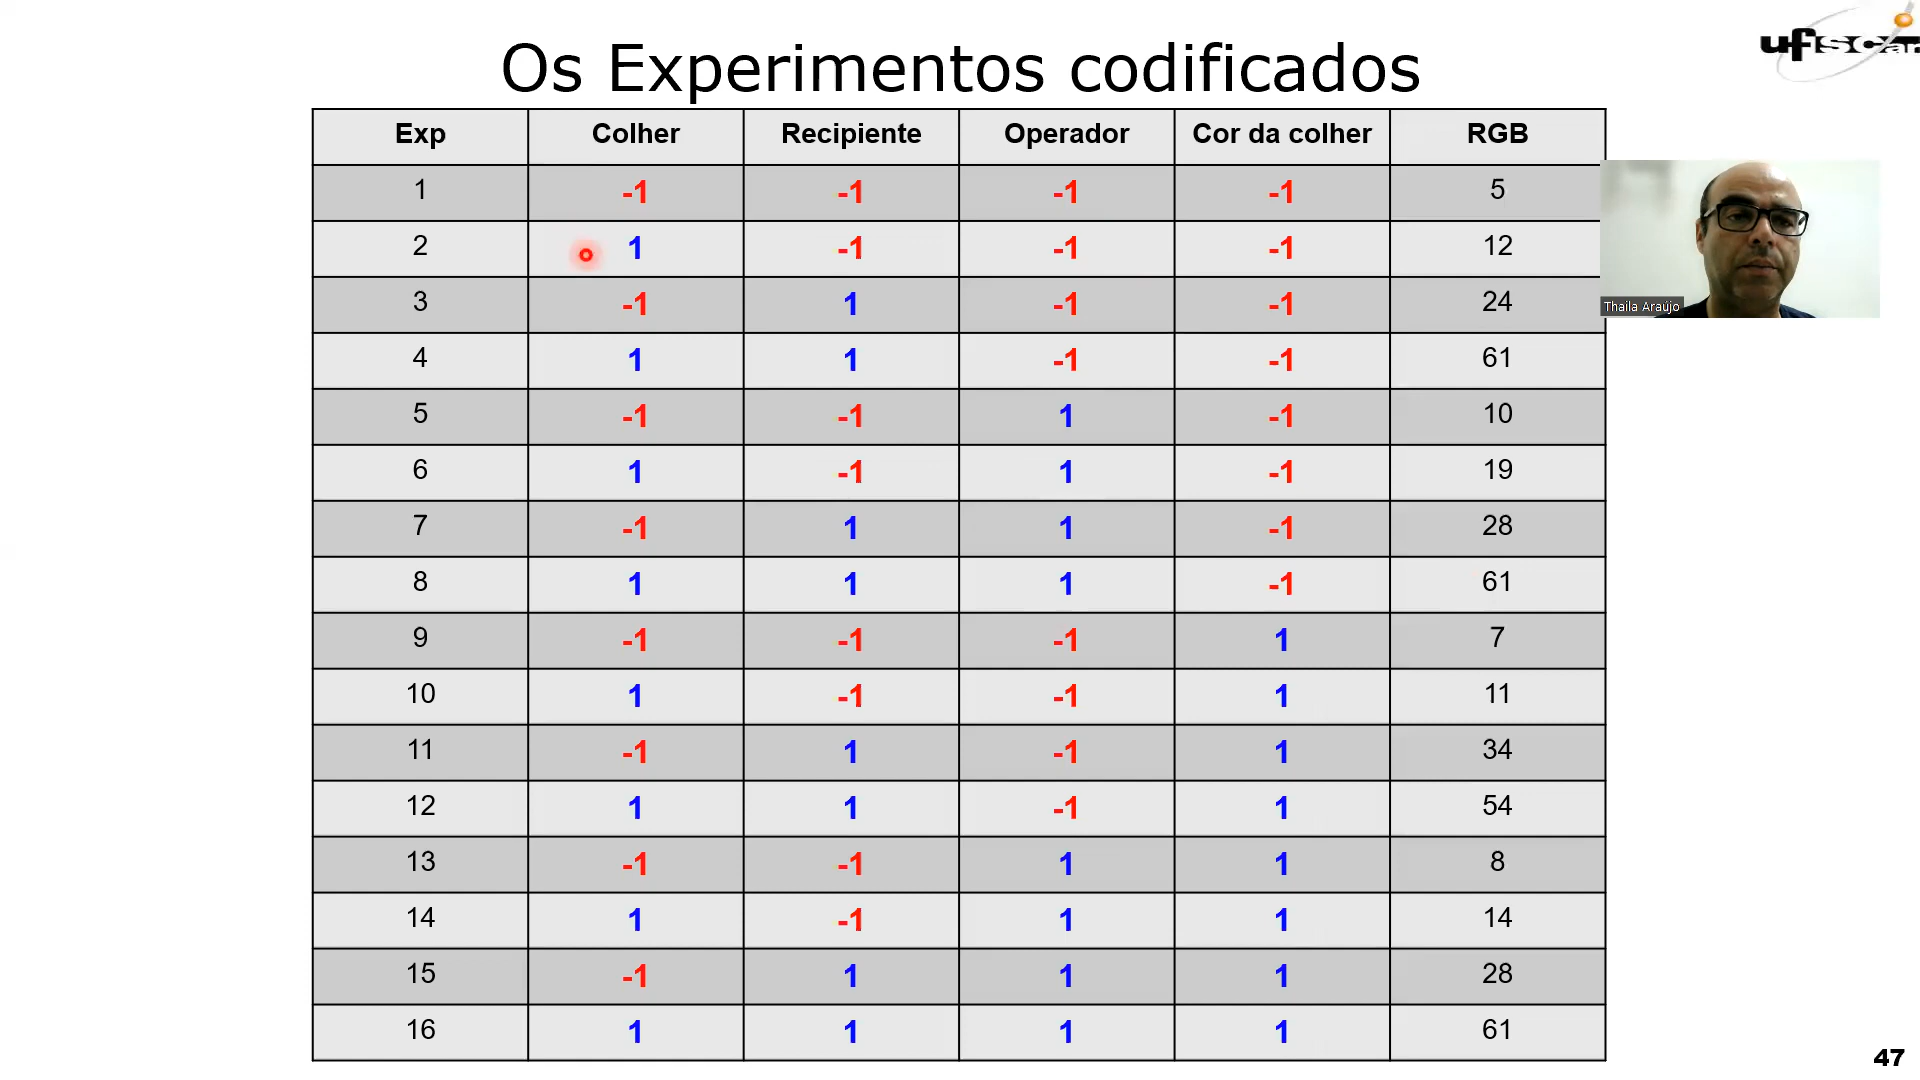 Os Experimentos codificados
ufscar
Exp Colher Recipiente Operador Cor da colher RGB
1 -1 -1 -1 -1 5
2 1 -1 -1 -1 12
3 -1 1 -1 -1 24
4 1 1 -1 -1 61
5 -1 -1 1 -1 10
6 1 -1 1 -1 19
7 -1 1 1 -1 28
8 1 1 1 -1 61
9 -1 -1 -1 1 7
10 1 -1 -1 1 11
11 -1 1 -1 1 34
12 1 1 -1 1 54
13 -1 -1 1 1 8
14 1 -1 1 1 14
15 -1 1 1 1 28
16 1 1 1 1 61
Thaila Araújo
47